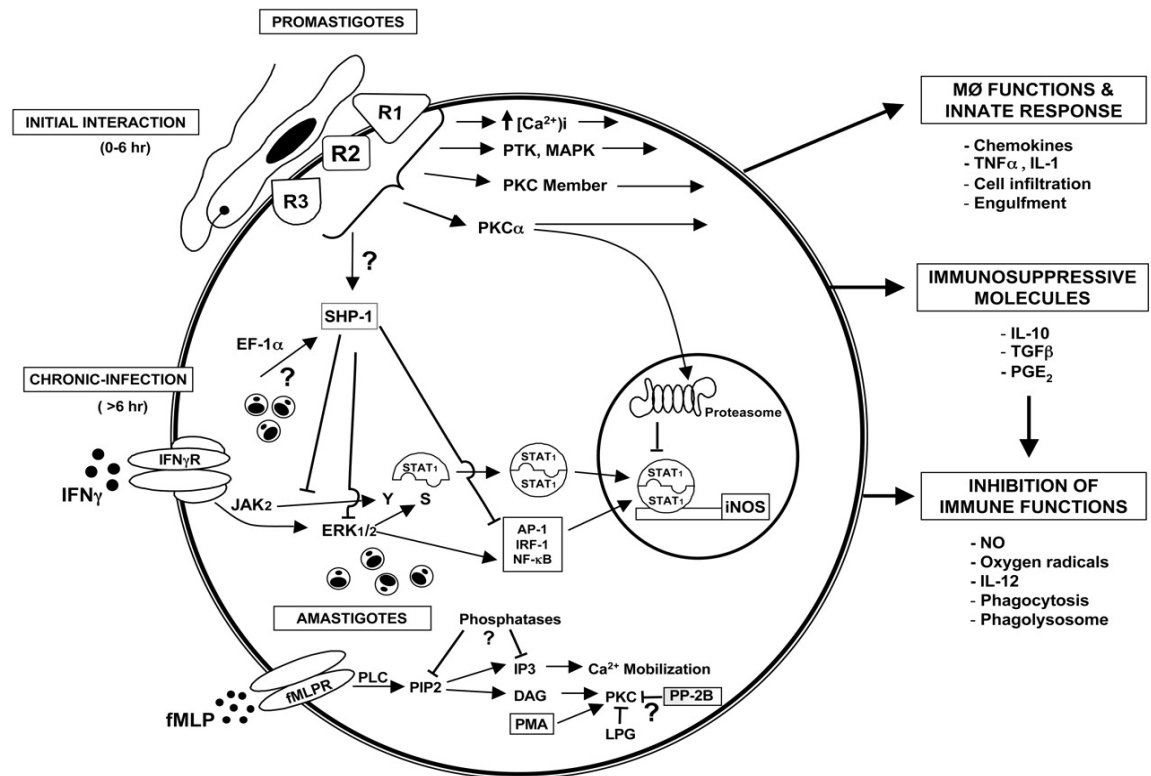 PROMASTIGOTES
INITIAL INTERACTION
(0-6 hr)
R1
R2
R3
[Ca²⁺)i
PTK, MAPK
PKC Member
PKCα
?
SHP-1
EF-1α
?
CHRONIC-INFECTION
( >6 hr)
IFNγR
IFNγ
JAK2
Y
S
ERK1/2
STAT1
STAT1
STAT1
AP-1
IRF-1
NF-κB
Proteasome
STAT1
STAT1
iNOS
AMASTIGOTES
Phosphatases
?
fMLPR
fMLP
PLC
PIP2
IP3
Ca²⁺ Mobilization
DAG
PKC
PP-2B
?
PMA
LPG
MØ FUNCTIONS &
INNATE RESPONSE
- Chemokines
- TNFα , IL-1
- Cell infiltration
- Engulfment
IMMUNOSUPPRESSIVE
MOLECULES
- IL-10
- TGFβ
- PGE₂
INHIBITION OF
IMMUNE FUNCTIONS
- NO
- Oxygen radicals
- IL-12
- Phagocytosis
- Phagolysosome